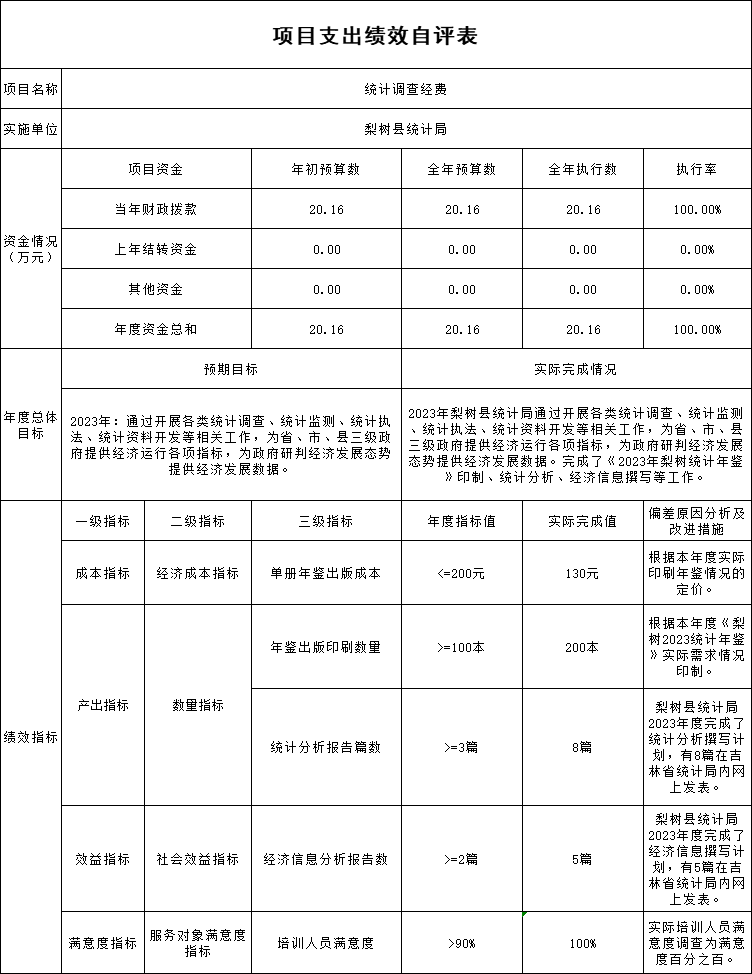 项目支出绩效自评表
项目名称
统计调查经费
实施单位
梨树县统计局
资金情况
（万元）
项目资金
年初预算数
全年预算数
全年执行数
执行率
当年财政拨款
20.16
20.16
20.16
100.00%
上年结转资金
0.00
0.00
0.00
0.00%
其他资金
0.00
0.00
0.00
0.00%
年度资金总和
20.16
20.16
20.16
100.00%
年度总体
目标
预期目标
实际完成情况
2023年：通过开展各类统计调查、统计监测、统计执
法、统计资料开发等相关工作，为省、市、县三级政
府提供经济运行各项指标，为政府研判经济发展态势
提供经济发展数据。
2023年梨树县统计局通过开展各类统计调查、统计监测
、统计执法、统计资料开发等相关工作，为省、市、县
三级政府提供经济运行各项指标，为政府研判经济发展
态势提供经济发展数据。完成了《2023年梨树统计年鉴
》印制、统计分析、经济信息撰写等工作。
绩效指标
一级指标
二级指标
三级指标
年度指标值
实际完成值
偏差原因分析及
改进措施
成本指标
经济成本指标
单册年鉴出版成本
<=200元
130元
根据本年度实际
印刷年鉴情况的
定价。
产出指标
数量指标
年鉴出版印刷数量
>=100本
200本
根据本年度《梨
树2023统计年鉴
》实际需求情况
印制。
统计分析报告篇数
>=3篇
8篇
梨树县统计局
2023年度完成了
统计分析撰写计
划，有8篇在吉
林省统计局内网
上发表。
效益指标
社会效益指标
经济信息分析报告数
>=2篇
5篇
梨树县统计局
2023年度完成了
经济信息撰写计
划，有5篇在吉
林省统计局内网
上发表。
满意度指标
服务对象满意度
指标
培训人员满意度
>90%
100%
实际培训人员满
意度调查为满意
度百分之百。